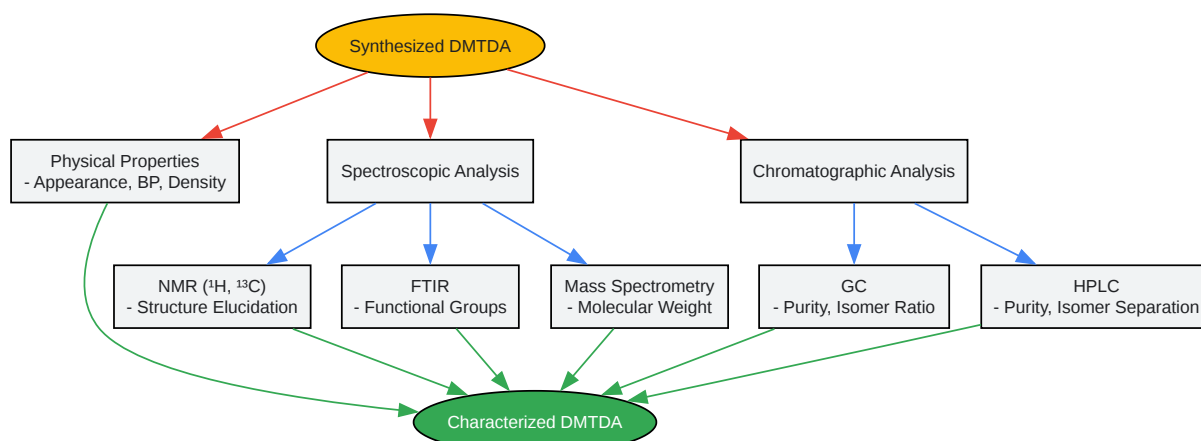 Synthesized DMTDA
Physical Properties
- Appearance, BP, Density
Spectroscopic Analysis
Chromatographic Analysis
NMR (¹H, ¹³C)
- Structure Elucidation
FTIR
- Functional Groups
Mass Spectrometry
- Molecular Weight
GC
- Purity, Isomer Ratio
HPLC
- Purity, Isomer Separation
Characterized DMTDA